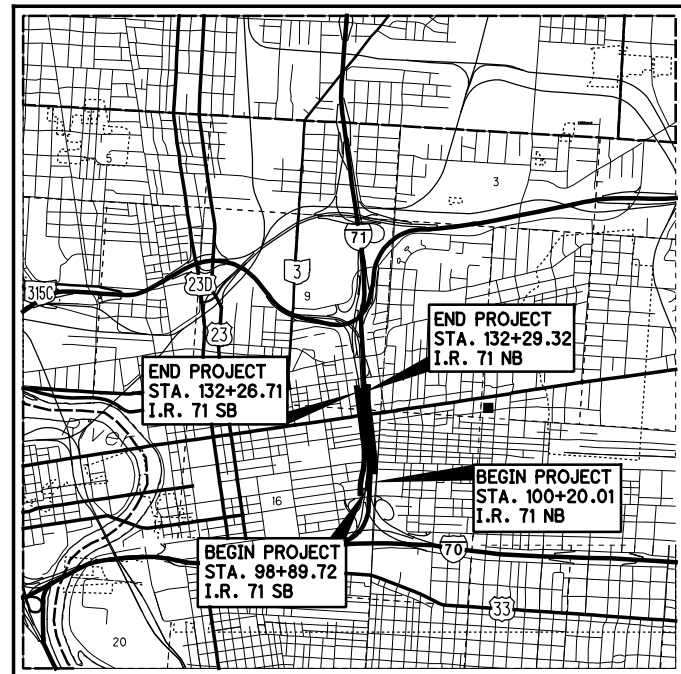 5
3
71
3
9
315C
23D
23
END PROJECT
STA. 132+29.32
I.R. 71 NB
END PROJECT
STA. 132+26.71
I.R. 71 SB
BEGIN PROJECT
STA. 100+20.01
I.R. 71 NB
16
BEGIN PROJECT
STA. 98+89.72
I.R. 71 SB
70
33
20